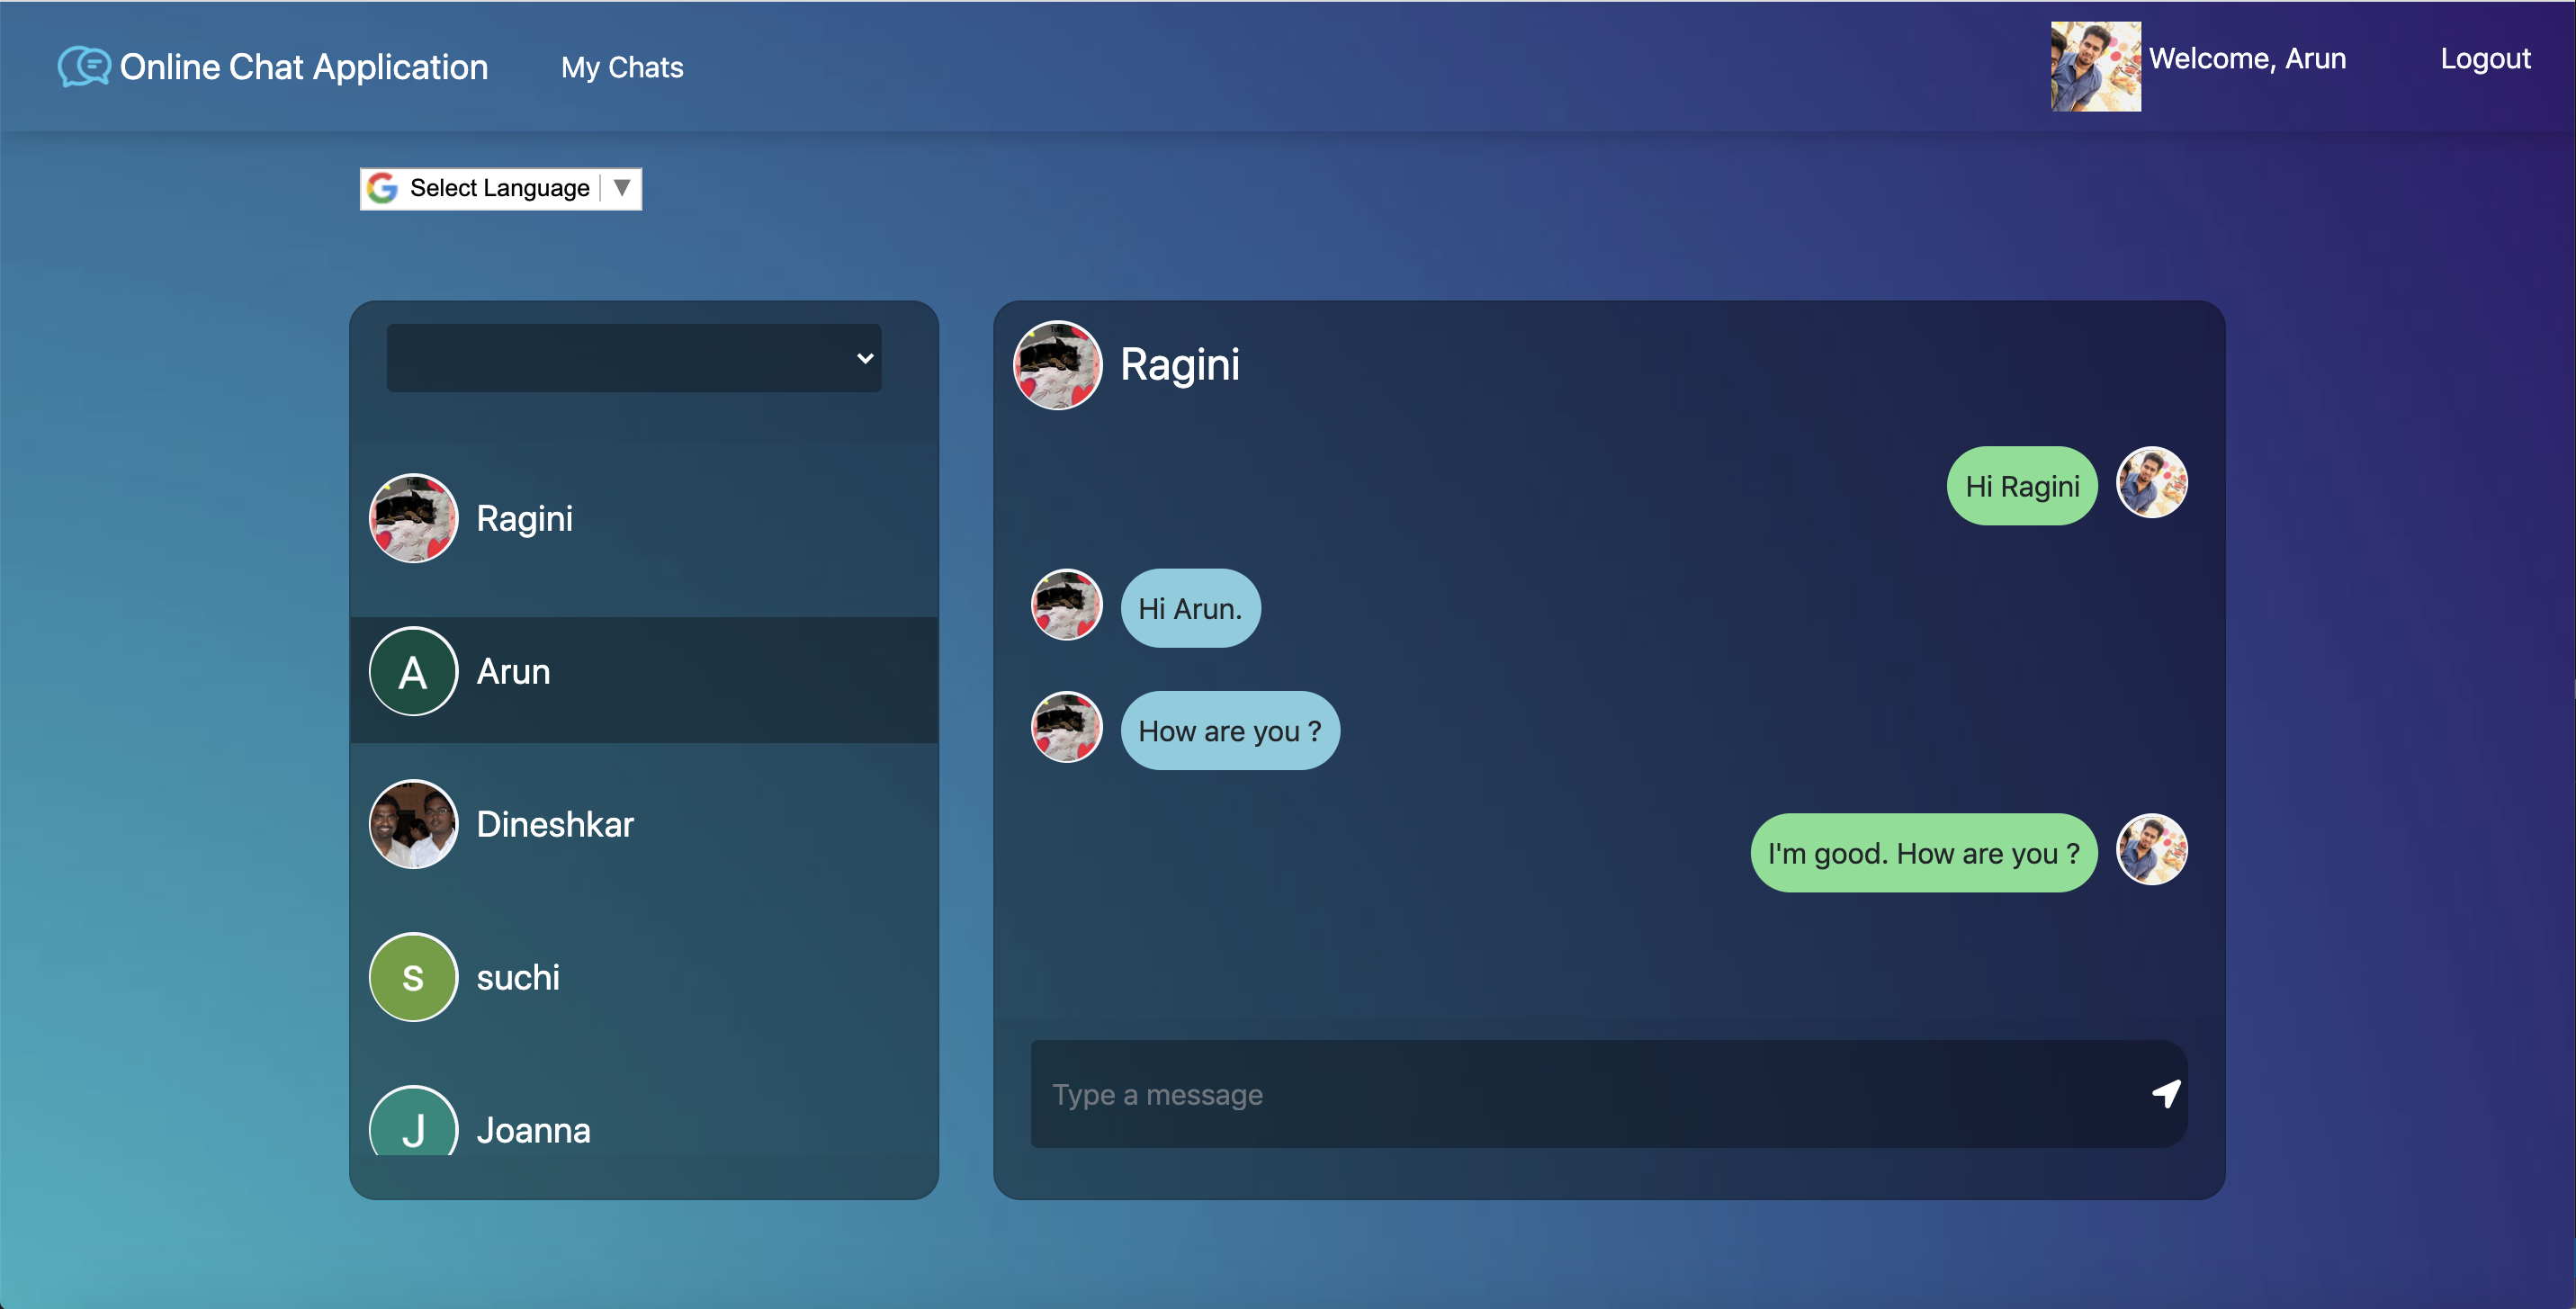 Online Chat Application
My Chats
Welcome, Arun
Logout
Select Language ▼
Ragini
A
Arun
Dineshkar
s
suchi
J
Joanna
Ragini
Hi Ragini
Hi Arun.
How are you ?
I'm good. How are you ?
Type a message